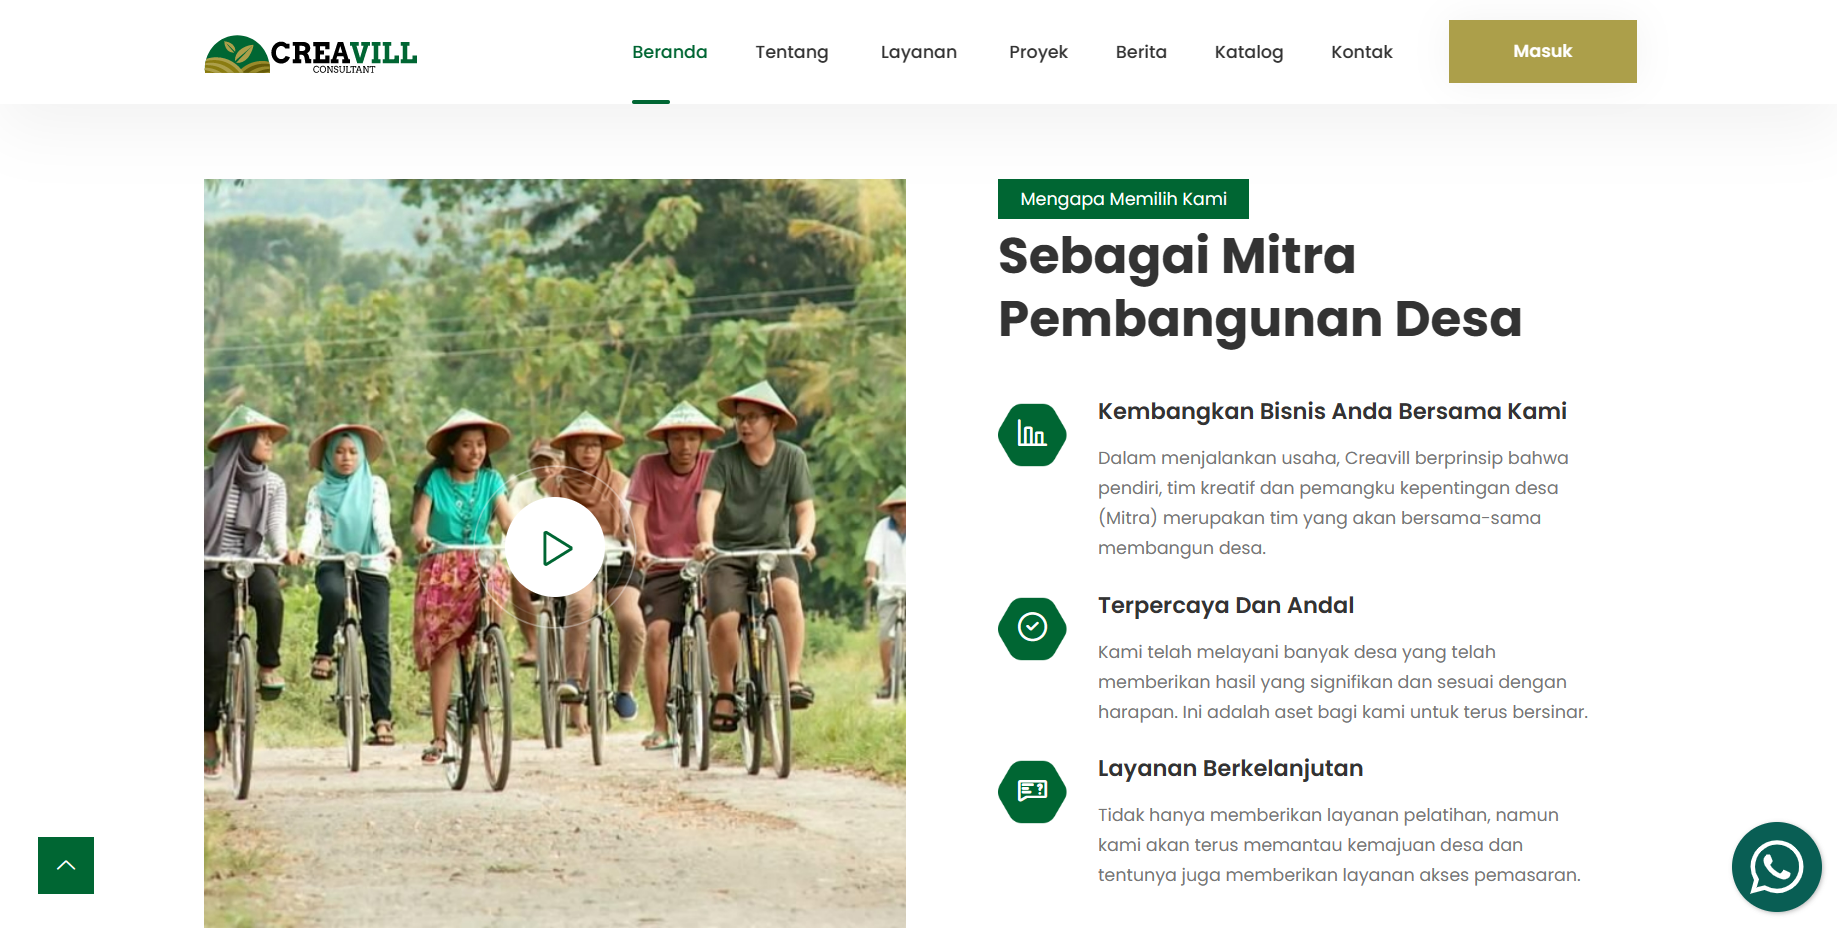 CREAVILL
CONSULTANT
Beranda
Tentang
Layanan
Proyek
Berita
Katalog
Kontak
Masuk
Mengapa Memilih Kami
Sebagai Mitra
Pembangunan Desa
Kembangkan Bisnis Anda Bersama Kami
Dalam menjalankan usaha, Creavill berprinsip bahwa
pendiri, tim kreatif dan pemangku kepentingan desa
(Mitra) merupakan tim yang akan bersama-sama
membangun desa.
Terpercaya Dan Andal
Kami telah melayani banyak desa yang telah
memberikan hasil yang signifikan dan sesuai dengan
harapan. Ini adalah aset bagi kami untuk terus bersinar.
Layanan Berkelanjutan
Tidak hanya memberikan layanan pelatihan, namun
kami akan terus memantau kemajuan desa dan
tentunya juga memberikan layanan akses pemasaran.